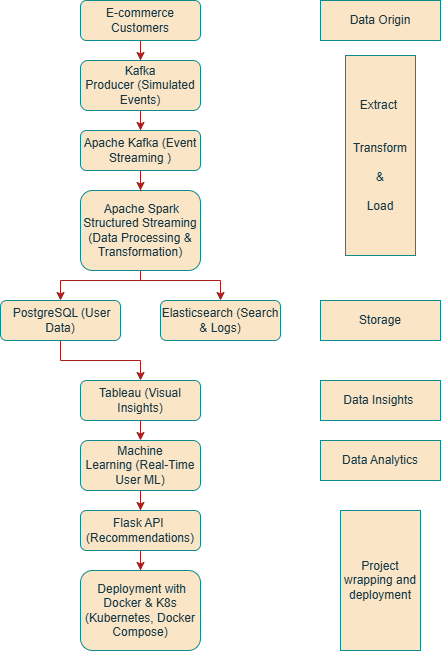 E-commerce
Customers
Data Origin
Kafka
Producer (Simulated
Events)
Apache Kafka (Event
Streaming )
Apache Spark
Structured Streaming
(Data Processing &
Transformation)
Extract
Transform
&
Load
PostgreSQL (User
Data)
Elasticsearch (Search
& Logs)
Storage
Tableau (Visual
Insights)
Data Insights
Machine
Learning (Real-Time
User ML)
Data Analytics
Flask API
(Recommendations)
Deployment with
Docker & K8s
(Kubernetes, Docker
Compose)
Project
wrapping and
deployment